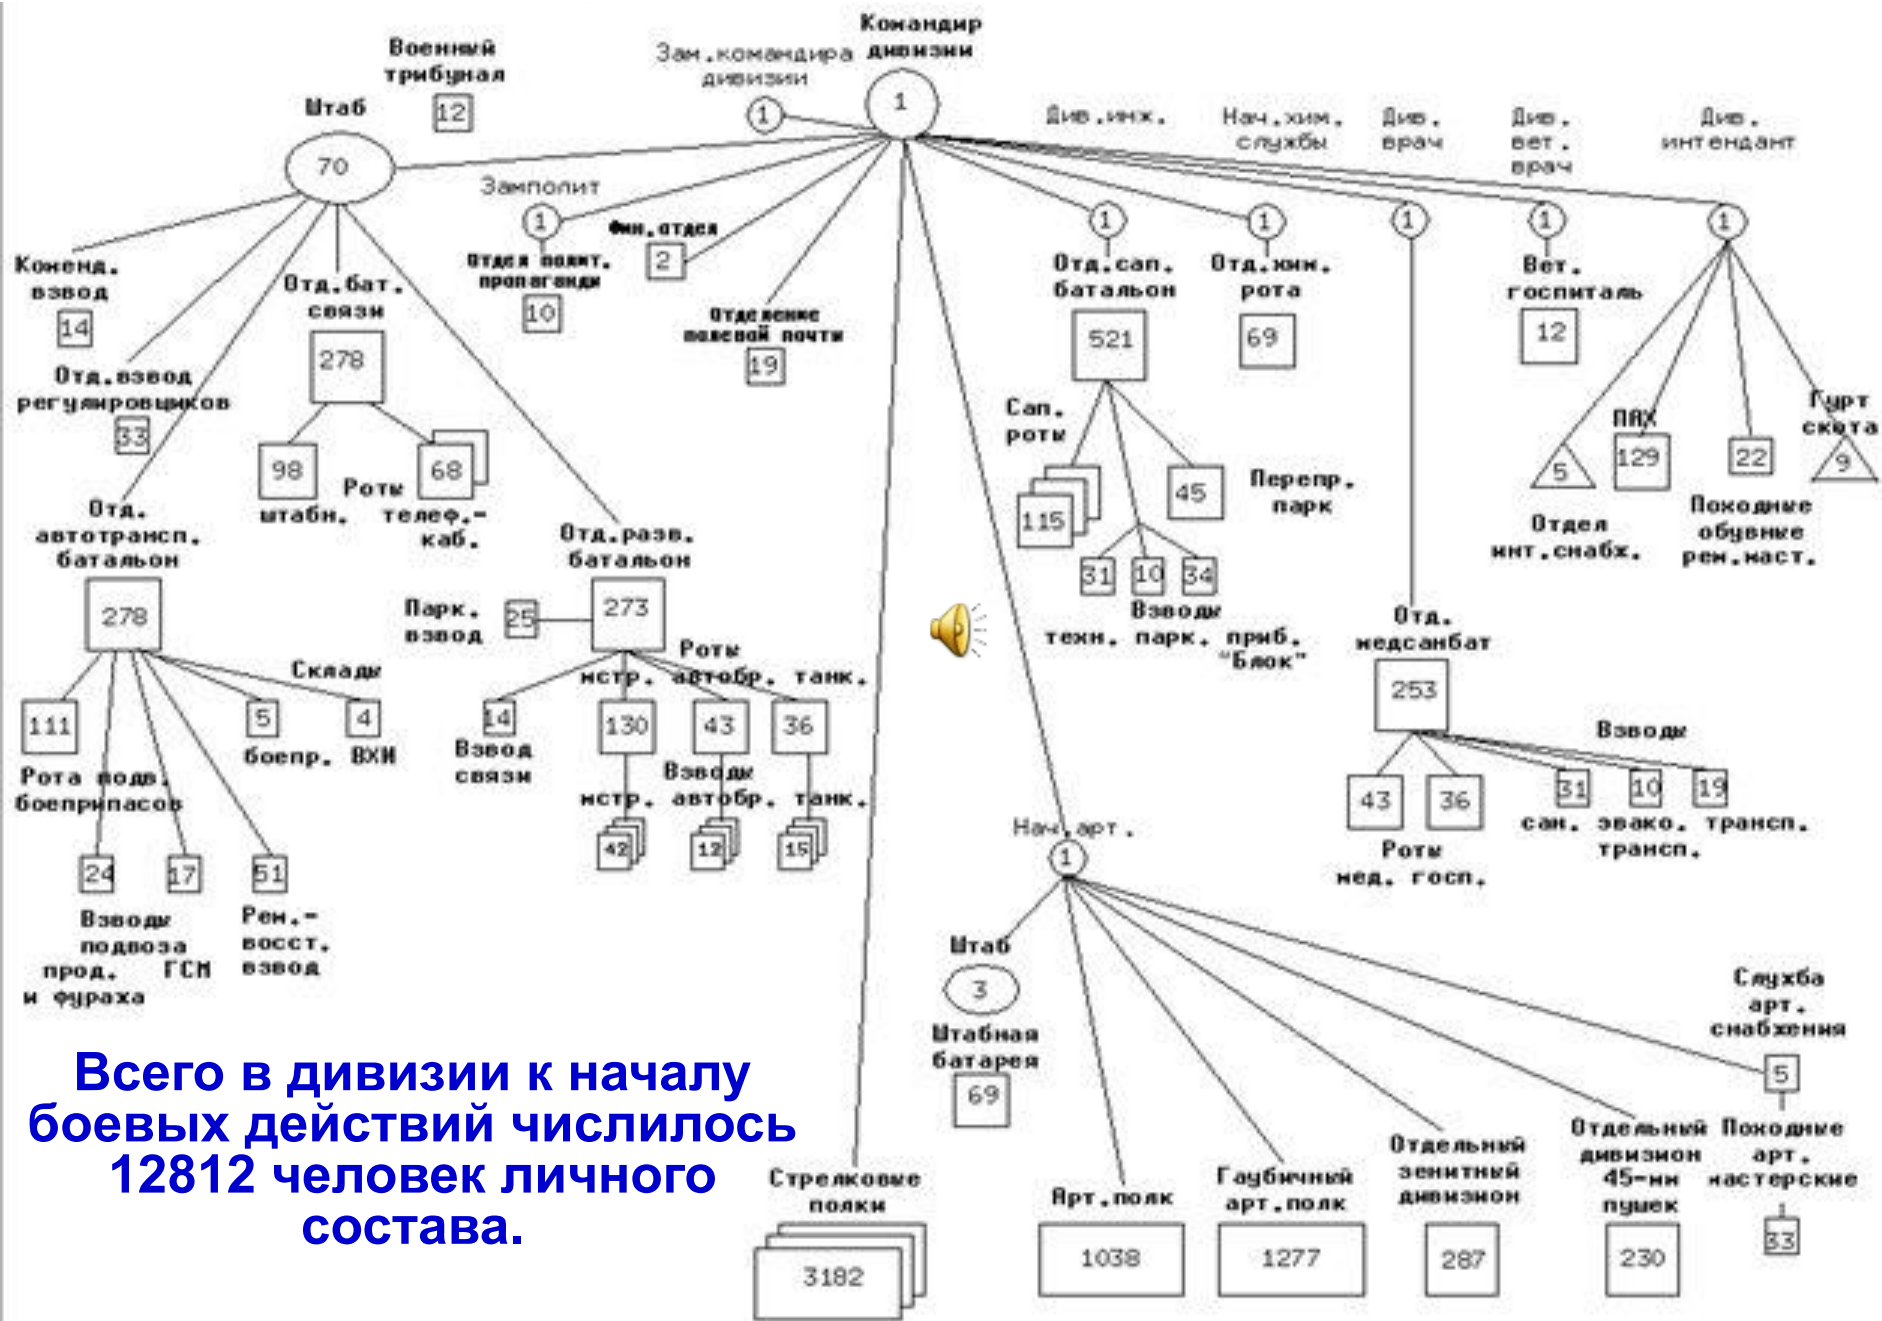 Командир
дивизии
1
Зам.командира
дивизии
1
Военный
трибунал
12
Штаб
70
Див.инж.
1
Нач.хим.
службы
1
Див.
врач
1
Див.
вет.
врач
1
Див.
интендант
1
Замполит
1
Отдел полит.
пропаганды
10
Фин.отдел
2
Отделение
полевой почты
19
Коменд.
взвод
14
Отд.взвод
регулировщиков
33
Отд.бат.
связи
278
98
68
Роты
штабн. телеф.-
каб.
Отд.
автотрансп.
батальон
278
Склады
111
5
4
боепр. ВХИ
Рота подв.
боеприпасов
24
17
51
Взводы
подвоза
прод. ГСМ
и фуража
Рем.-
восст.
взвод
Отд.разв.
батальон
273
Парк.
взвод
25
Роты
мстр. автобр. танк.
14
130
43
36
Взвод
связи
Взводы
мстр. автобр. танк.
42
12
15
Отд.сап.
батальон
521
Сап.
роты
115
45
Перепр.
парк
31
10
34
Взводы
техн. парк. приб.
"Блок"
Отд.хим.
рота
69
Вет.
госпиталь
12
5
Отдел
инт.снабж.
ПАХ
129
22
Походные
обувные
рем.маст.
Гурт
скота
9
Отд.
медсанбат
253
Взводы
43
36
31
10
19
Роты
мед. госп.
сан. эвако. трансп.
трансп.
Нач.арт.
1
Штаб
3
Штабная
батарея
69
Служба
арт.
снабжения
5
Походные
арт.
мастерские
33
Стрелковые
полки
3182
Арт.полк
1038
Гаубичный
арт.полк
1277
Отдельный
зенитный
дивизион
287
Отдельный
дивизион
45-мм
пушек
230
Всего в дивизии к началу
боевых действий числилось
12812 человек личного
состава.